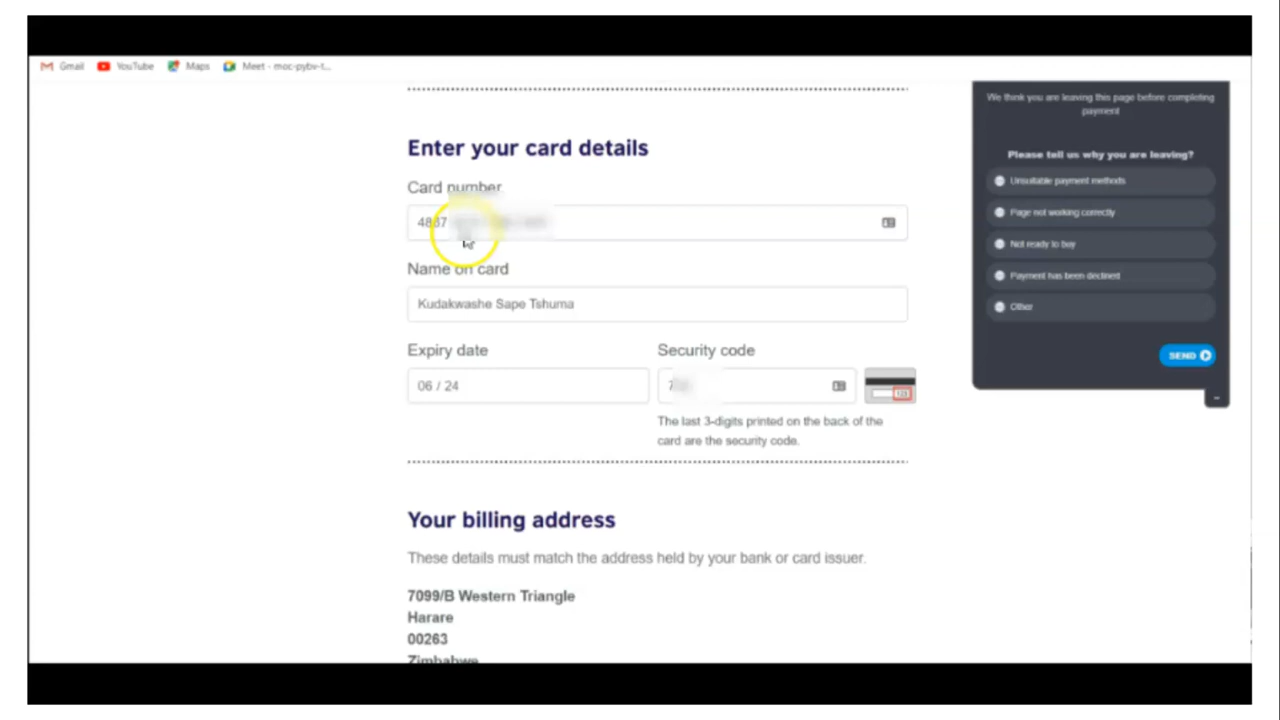 Gmail YouTube Maps Meet - moc-pybv-t...
We think you are leaving this page before completing
payment
Please tell us why you are leaving?
Unsuitable payment methods
Page not working correctly
Not ready to buy
Payment has been declined
Other
SEND
Enter your card details
Card number
Name on card
Kudakwashe Sape Tshuma
Expiry date Security code
06 / 24
The last 3-digits printed on the back of the
card are the security code.
Your billing address
These details must match the address held by your bank or card issuer.
7099/B Western Triangle
Harare
00263
Zimbabwe